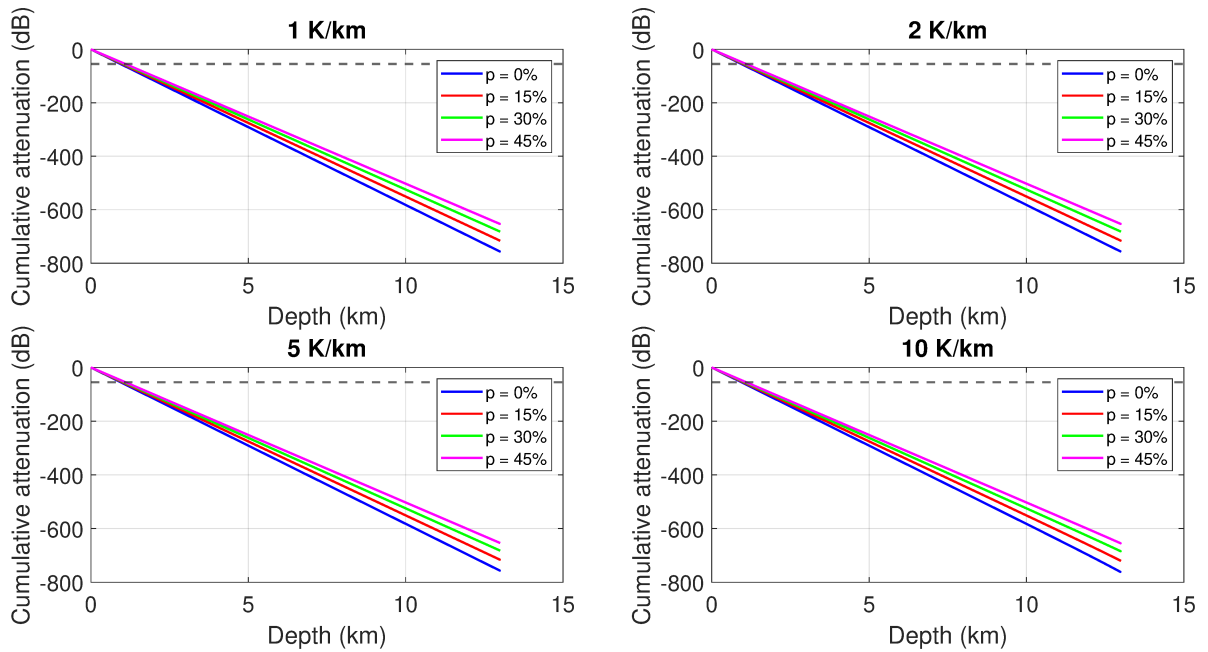 1 K/km
Cumulative attenuation (dB)
0
-200
-400
-600
-800
0 5 10 15
Depth (km)
p = 0%
p = 15%
p = 30%
p = 45%
2 K/km
Cumulative attenuation (dB)
0
-200
-400
-600
-800
0 5 10 15
Depth (km)
p = 0%
p = 15%
p = 30%
p = 45%
5 K/km
Cumulative attenuation (dB)
0
-200
-400
-600
-800
0 5 10 15
Depth (km)
p = 0%
p = 15%
p = 30%
p = 45%
10 K/km
Cumulative attenuation (dB)
0
-200
-400
-600
-800
0 5 10 15
Depth (km)
p = 0%
p = 15%
p = 30%
p = 45%